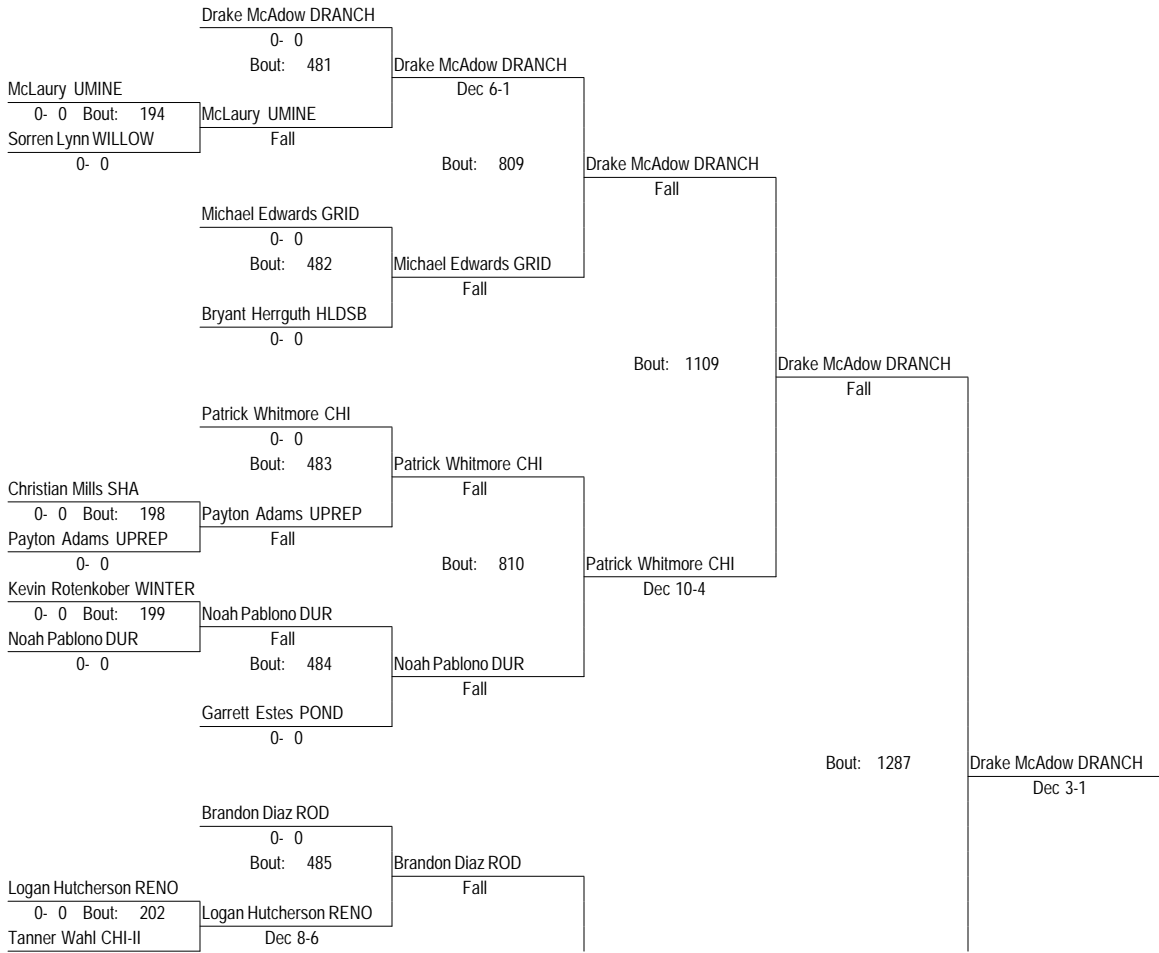 Drake McAdow DRANCH
0- 0
Bout: 481
Drake McAdow DRANCH
Dec 6-1
McLaury UMINE
0- 0 Bout: 194
McLaury UMINE
Fall
Sorren Lynn WILLOW
0- 0
Bout: 809
Drake McAdow DRANCH
Fall
Michael Edwards GRID
0- 0
Bout: 482
Michael Edwards GRID
Fall
Bryant Herrguth HLDSB
0- 0
Bout: 1109
Drake McAdow DRANCH
Fall
Patrick Whitmore CHI
0- 0
Bout: 483
Patrick Whitmore CHI
Fall
Christian Mills SHA
0- 0 Bout: 198
Payton Adams UPREP
Fall
Payton Adams UPREP
0- 0
Bout: 810
Patrick Whitmore CHI
Dec 10-4
Kevin Rotenkober WINTER
0- 0 Bout: 199
Noah Pablono DUR
Fall
Noah Pablono DUR
0- 0
Bout: 484
Noah Pablono DUR
Fall
Garrett Estes POND
0- 0
Bout: 1287
Drake McAdow DRANCH
Dec 3-1
Brandon Diaz ROD
0- 0
Bout: 485
Brandon Diaz ROD
Fall
Logan Hutcherson RENO
0- 0 Bout: 202
Logan Hutcherson RENO
Dec 8-6
Tanner Wahl CHI-II